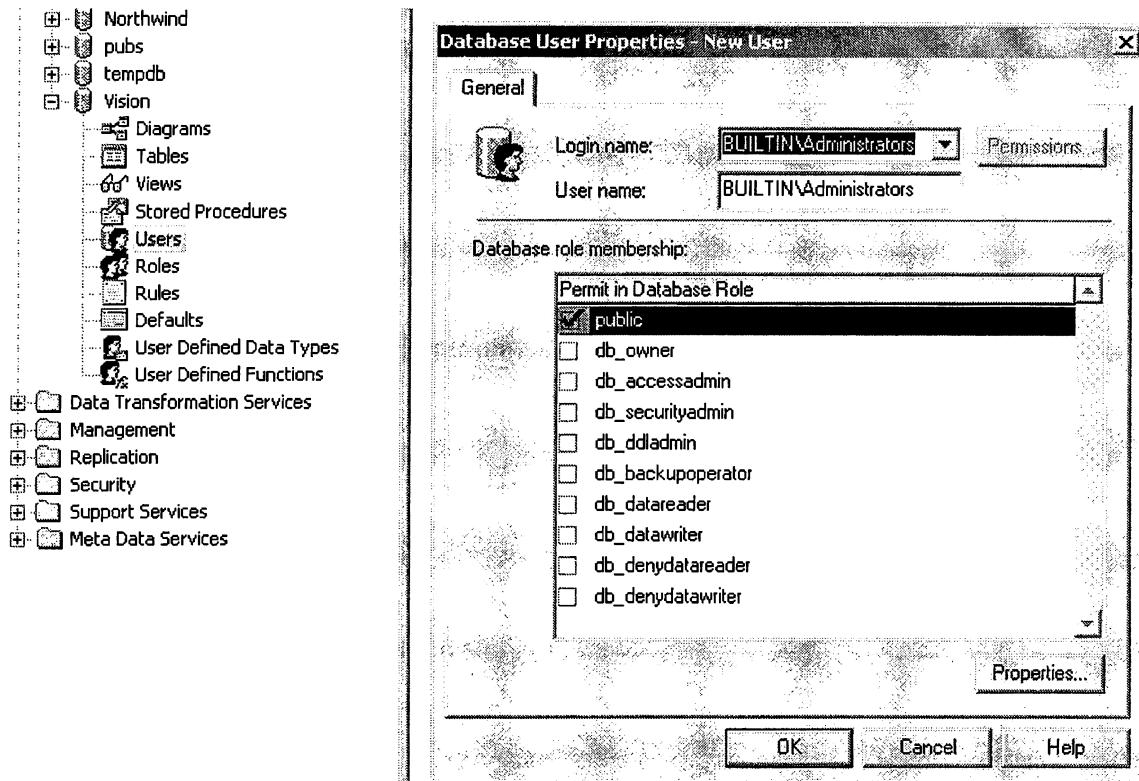 Northwind
pubs
tempdb
Vision
Diagrams
Tables
Views
Stored Procedures
Users
Roles
Rules
Defaults
User Defined Data Types
User Defined Functions
Data Transformation Services
Management
Replication
Security
Support Services
Meta Data Services
Database User Properties - New User
General
Login name: BUILTIN\Administrators Permissions...
User name: BUILTIN\Administrators
Database role membership:
Permit in Database Role
public
db_owner
db_accessadmin
db_securityadmin
db_ddladmin
db_backupoperator
db_datareader
db_datawriter
db_denydatareader
db_denydatawriter
Properties...
OK Cancel Help